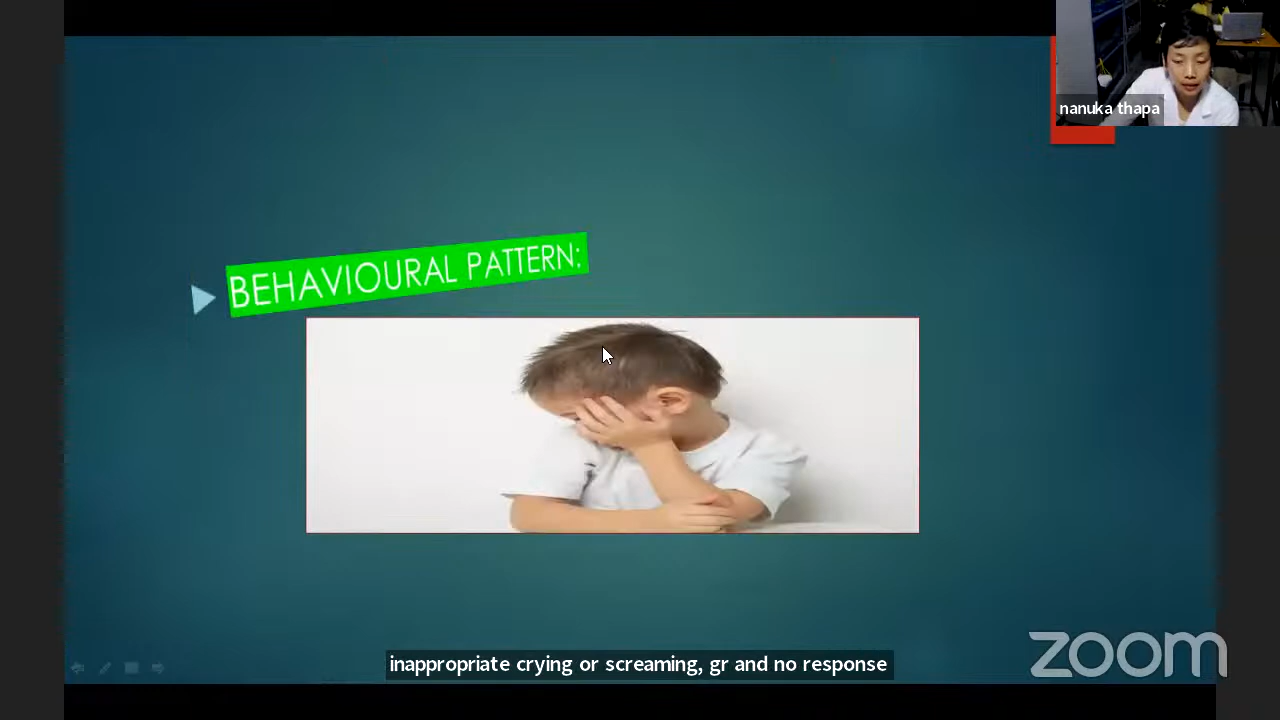 nanuka thapa
BEHAVIOURAL PATTERN:
inappropriate crying or screaming, gr and no response
zoom